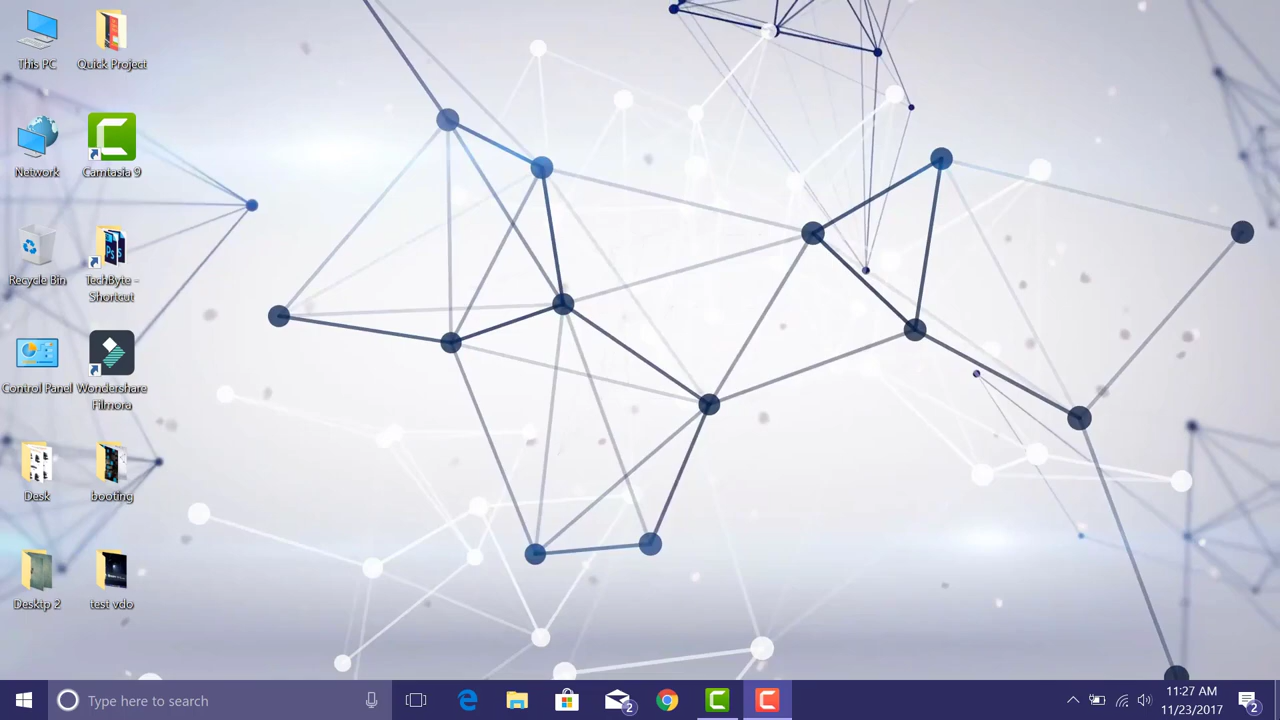 This PC
Quick Project
Network
Camtasia 9
Recycle Bin
TechByte -
Shortcut
Control Panel
Wondershare
Filmora
Desk
booting
Desktp 2
test vdo
Type here to search
2
11:27 AM
11/23/2017
2